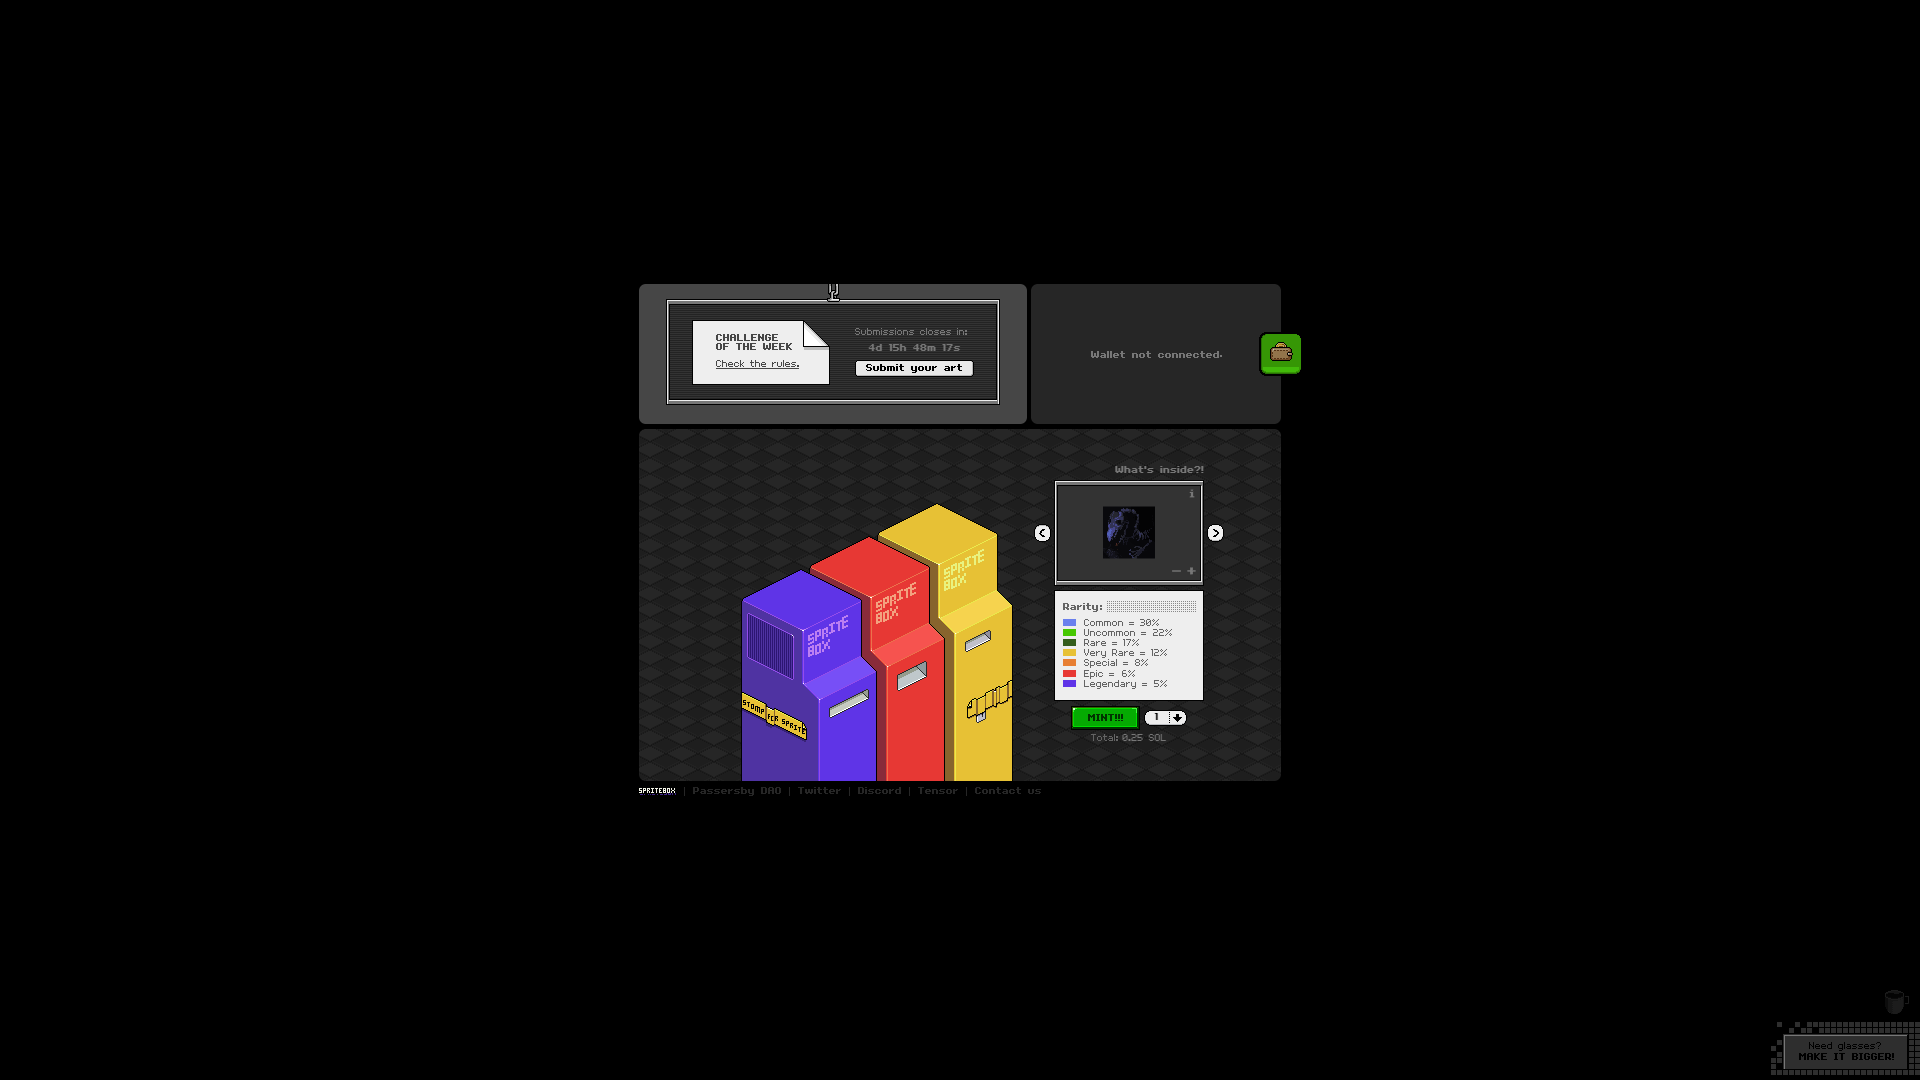 CHALLENGE
OF THE WEEK
Check the rules.
Submissions closes in:
4d 15h 48m 17s
Submit your art
Wallet not connected.
What's inside?!
i
SPRITE
BOX
SPRITE
BOX
SPRITE
BOX
STOMP FOR SPRITE
Rarity:
Common = 30%
Uncommon = 22%
Rare = 17%
Very Rare = 12%
Special = 8%
Epic = 6%
Legendary = 5%
MINT!!!
1
Total: 0.25 SOL
SPRITEBOX | Passersby DAO | Twitter | Discord | Tensor | Contact us
Need glasses?
MAKE IT BIGGER!